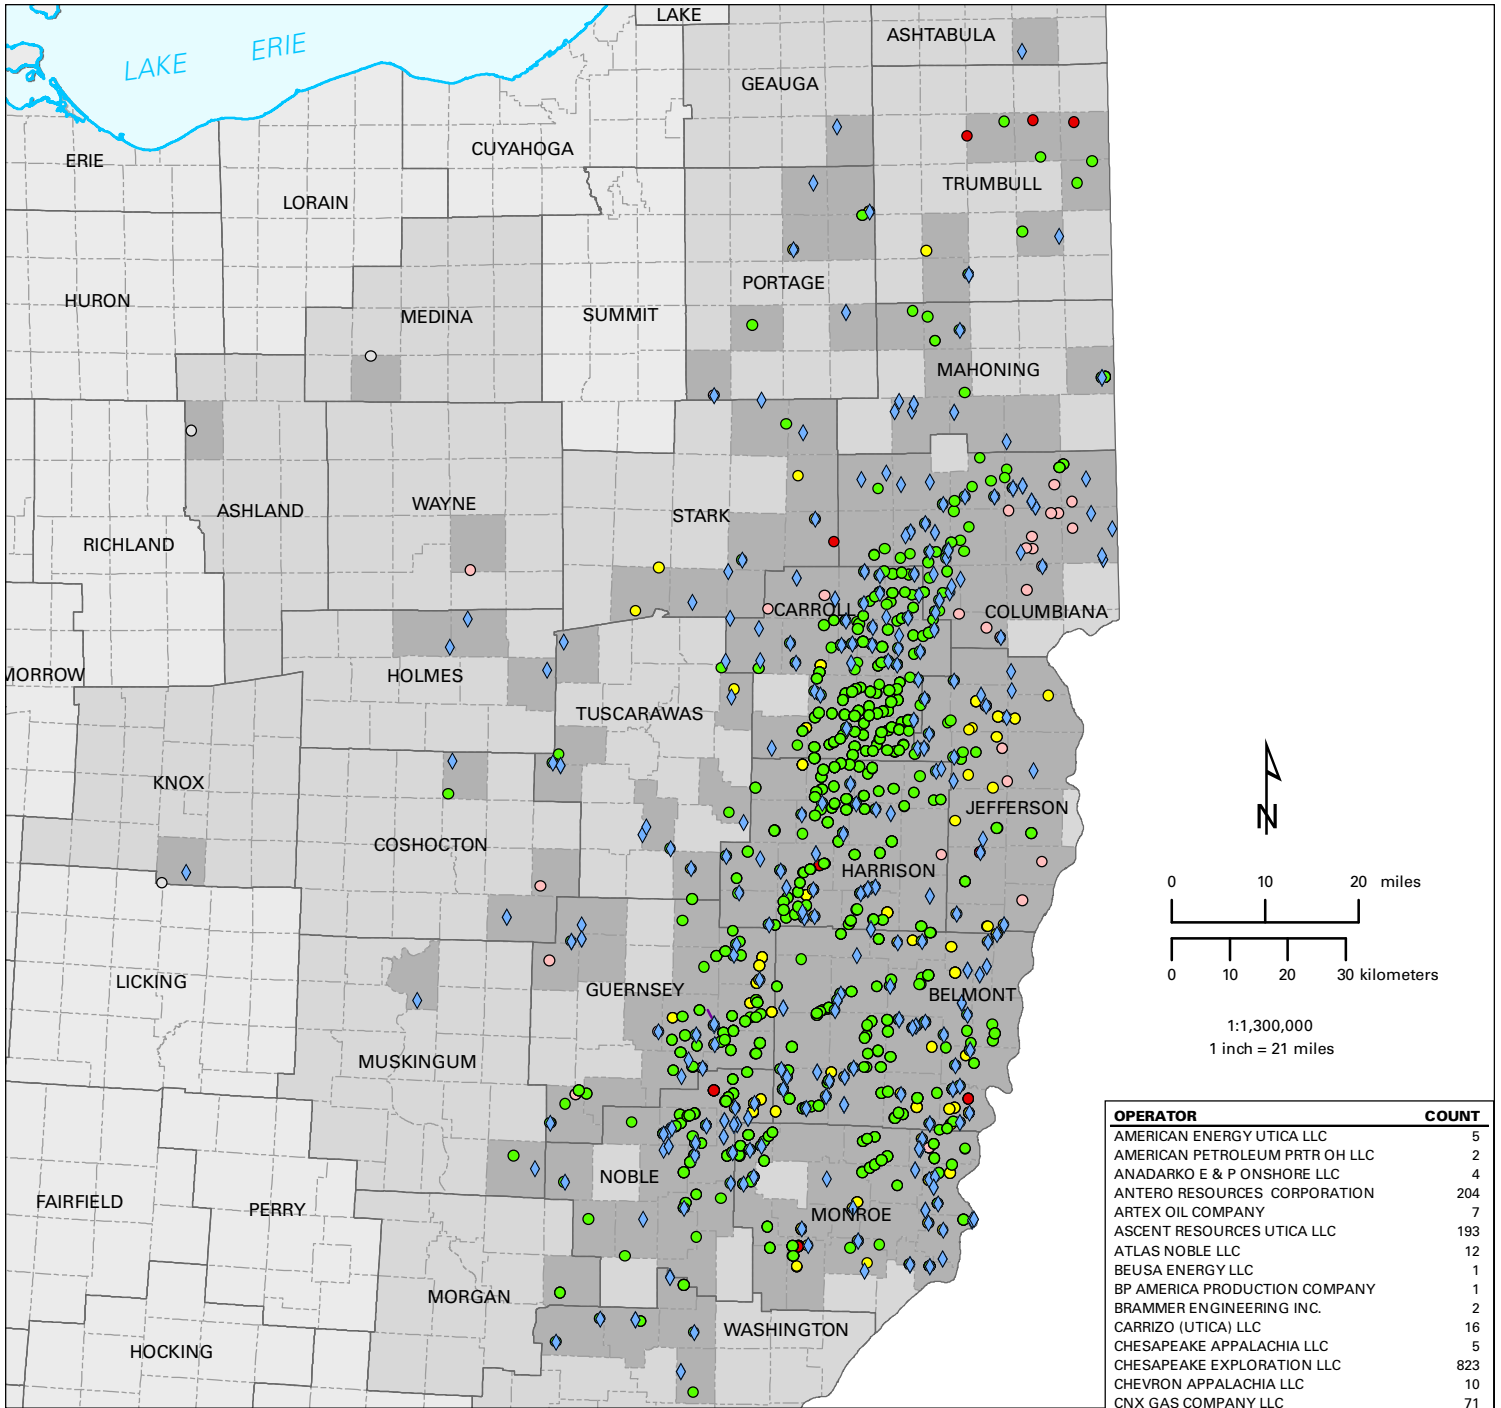 LAKE
ASHTABULA
LAKE ERIE
GEAUGA
CUYAHOGA
ERIE
TRUMBULL
LORAIN
PORTAGE
HURON
MEDINA
SUMMIT
MAHONING
WAYNE
ASHLAND
STARK
RICHLAND
CARROLL
COLUMBIANA
MORROW
HOLMES
TUSCARAWAS
KNOX
JEFFERSON
COSHOCTON
HARRISON
N
0 10 20 miles
0 10 20 30 kilometers
LICKING
GUERNSEY
BELMONT
1:1,300,000
1 inch = 21 miles
MUSKINGUM
NOBLE
FAIRFIELD
PERRY
MONROE
MORGAN
WASHINGTON
HOCKING
OPERATOR COUNT
AMERICAN ENERGY UTICA LLC 5
AMERICAN PETROLEUM PRTR OH LLC 2
ANADARKO E & P ONSHORE LLC 4
ANTERO RESOURCES CORPORATION 204
ARTEX OIL COMPANY 7
ASCENT RESOURCES UTICA LLC 193
ATLAS NOBLE LLC 12
BEUSA ENERGY LLC 1
BP AMERICA PRODUCTION COMPANY 1
BRAMMER ENGINEERING INC. 2
CARRIZO (UTICA) LLC 16
CHESAPEAKE APPALACHIA LLC 5
CHESAPEAKE EXPLORATION LLC 823
CHEVRON APPALACHIA LLC 10
CNX GAS COMPANY LLC 71